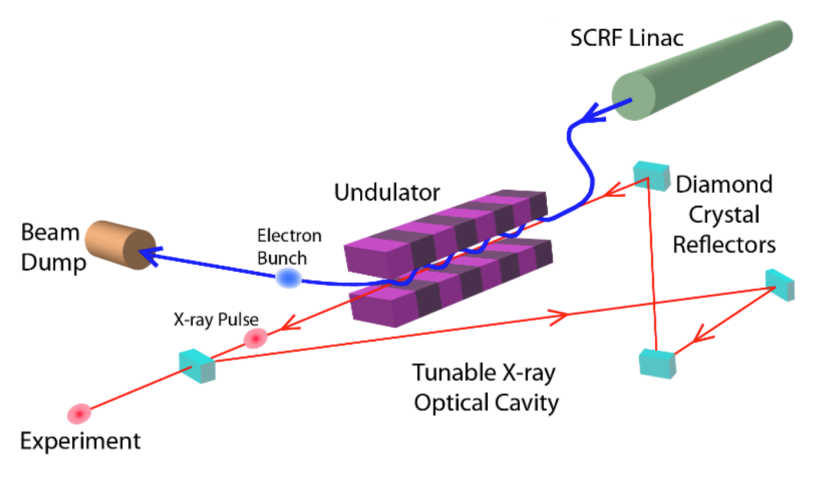 SCRF Linac
Undulator
Diamond
Crystal
Reflectors
Beam
Dump
Electron
Bunch
X-ray Pulse
Tunable X-ray
Optical Cavity
Experiment